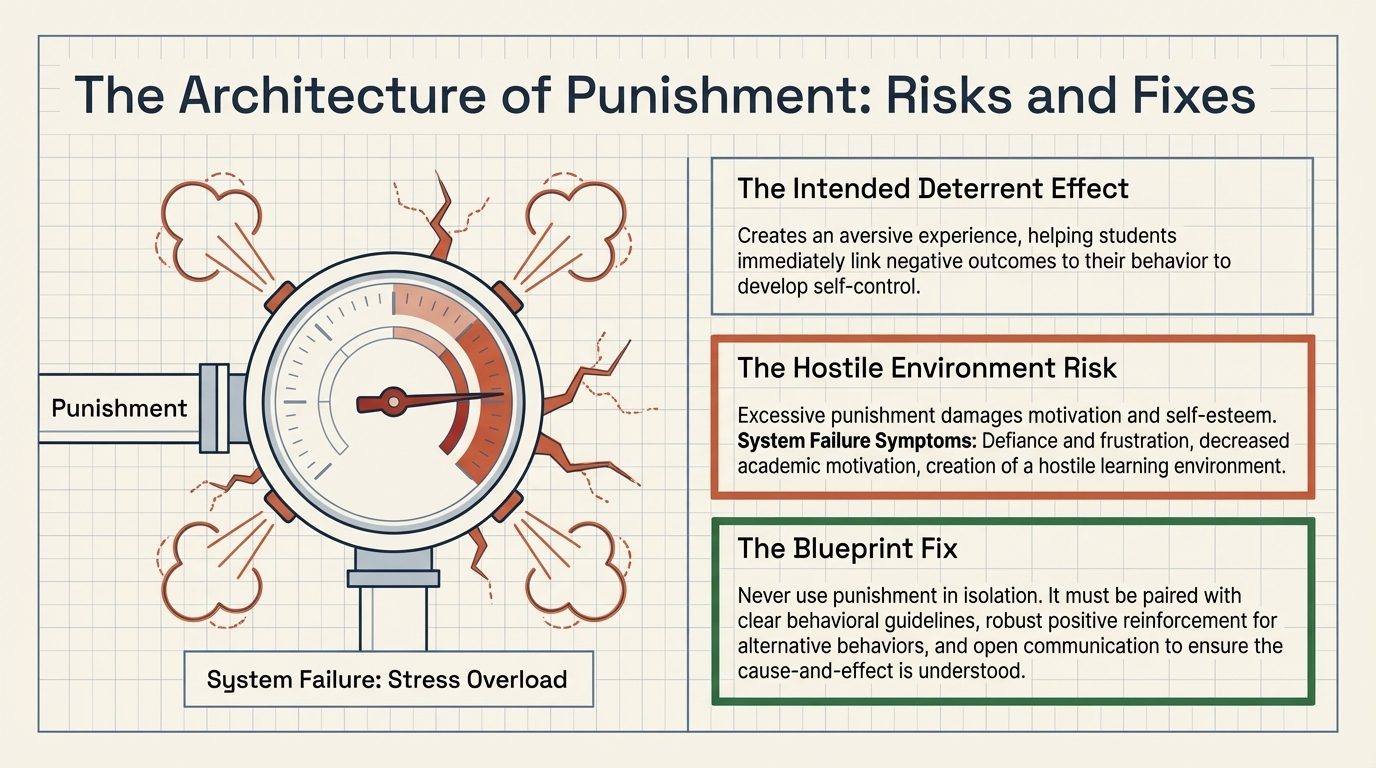 The Architecture of Punishment: Risks and Fixes
Punishment
System Failure: Stress Overload
The Intended Deterrent Effect
Creates an aversive experience, helping students
immediately link negative outcomes to their behavior to
develop self-control.
The Hostile Environment Risk
Excessive punishment damages motivation and self-esteem.
System Failure Symptoms: Defiance and frustration, decreased
academic motivation, creation of a hostile learning environment.
The Blueprint Fix
Never use punishment in isolation. It must be paired with
clear behavioral guidelines, robust positive reinforcement for
alternative behaviors, and open communication to ensure the
cause-and-effect is understood.